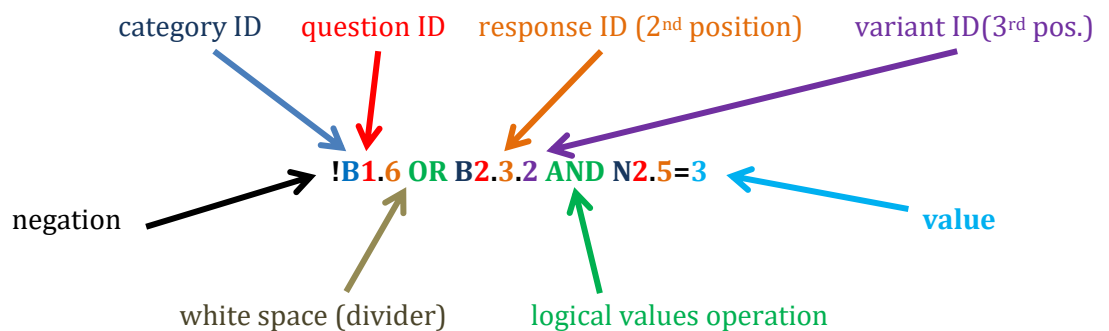 category ID question ID response ID (2nd position) variant ID(3rd pos.)
!B1.6 OR B2.3.2 AND N2.5=3
negation value
white space (divider) logical values operation